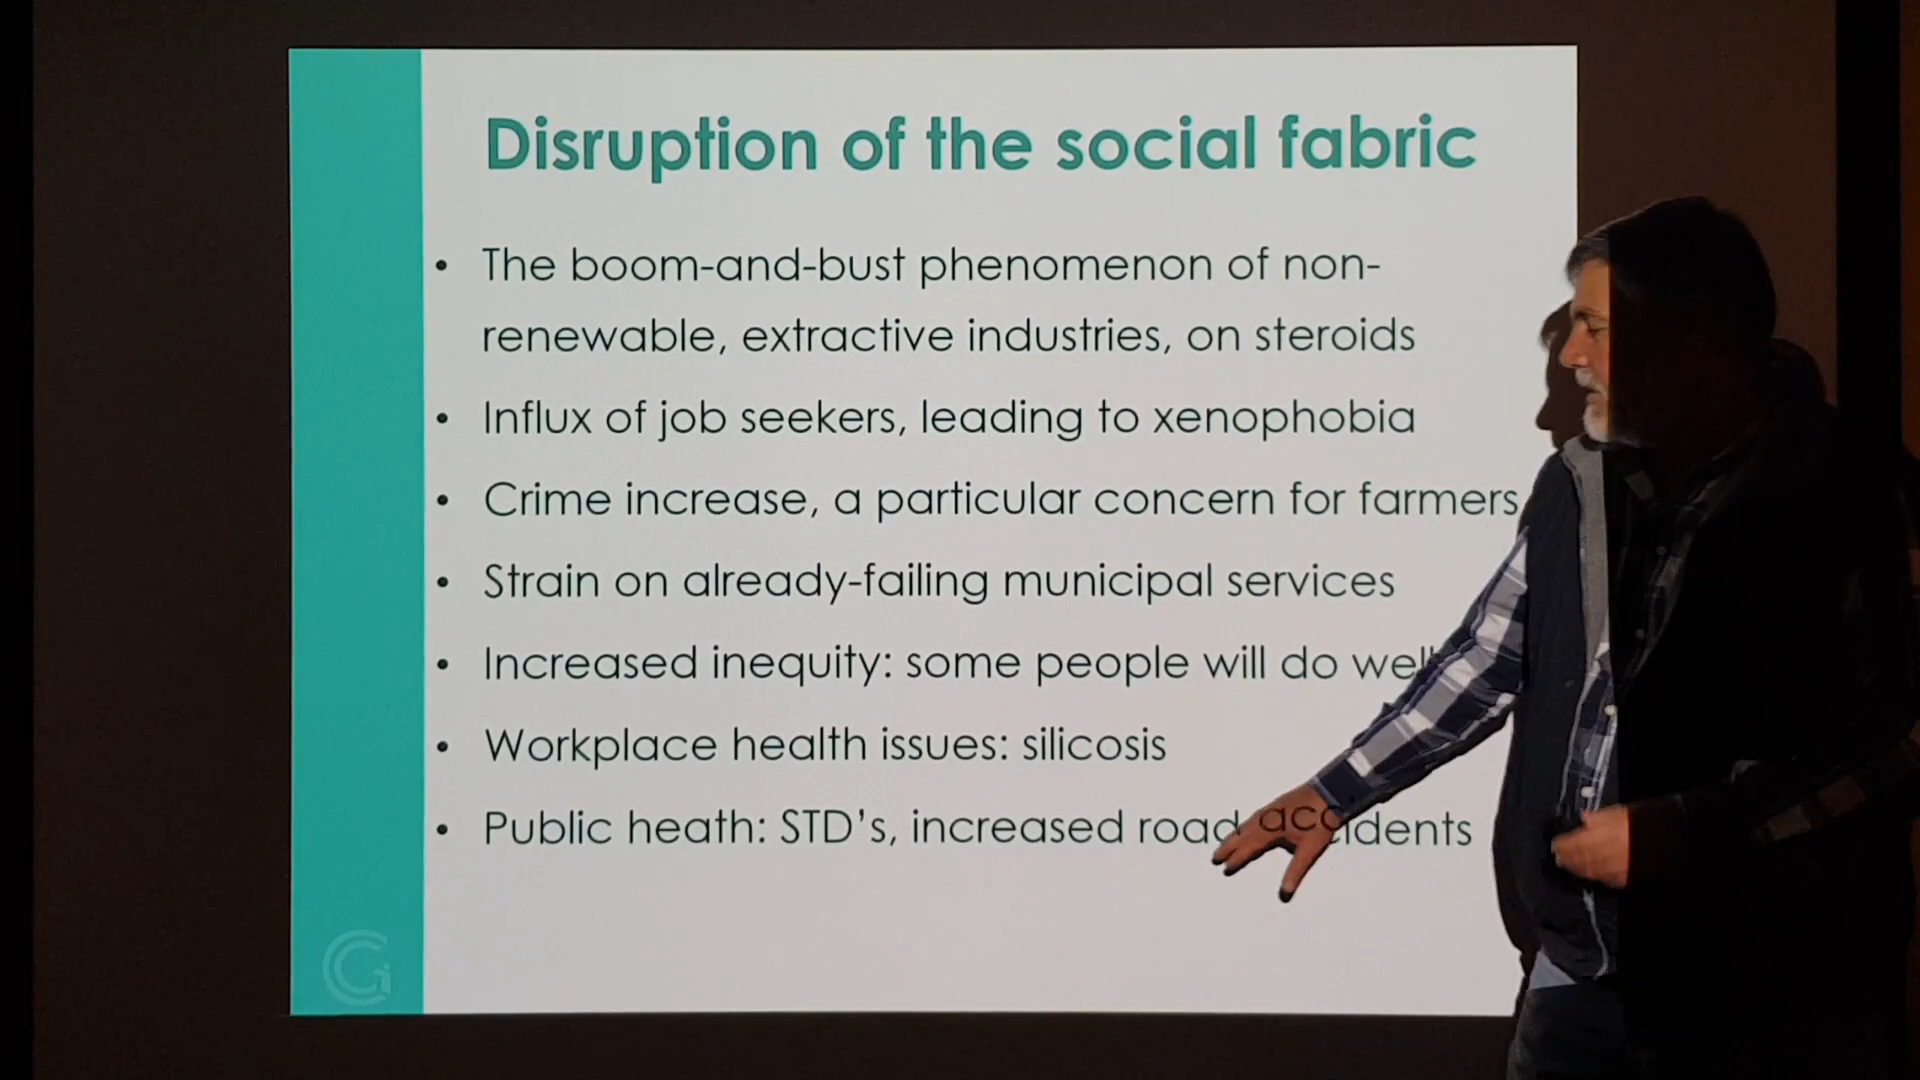 Disruption of the social fabric
• The boom-and-bust phenomenon of non-
renewable, extractive industries, on steroids
• Influx of job seekers, leading to xenophobia
• Crime increase, a particular concern for farmers
• Strain on already-failing municipal services
• Increased inequity: some people will do well
• Workplace health issues: silicosis
• Public heath: STD's, increased road accidents